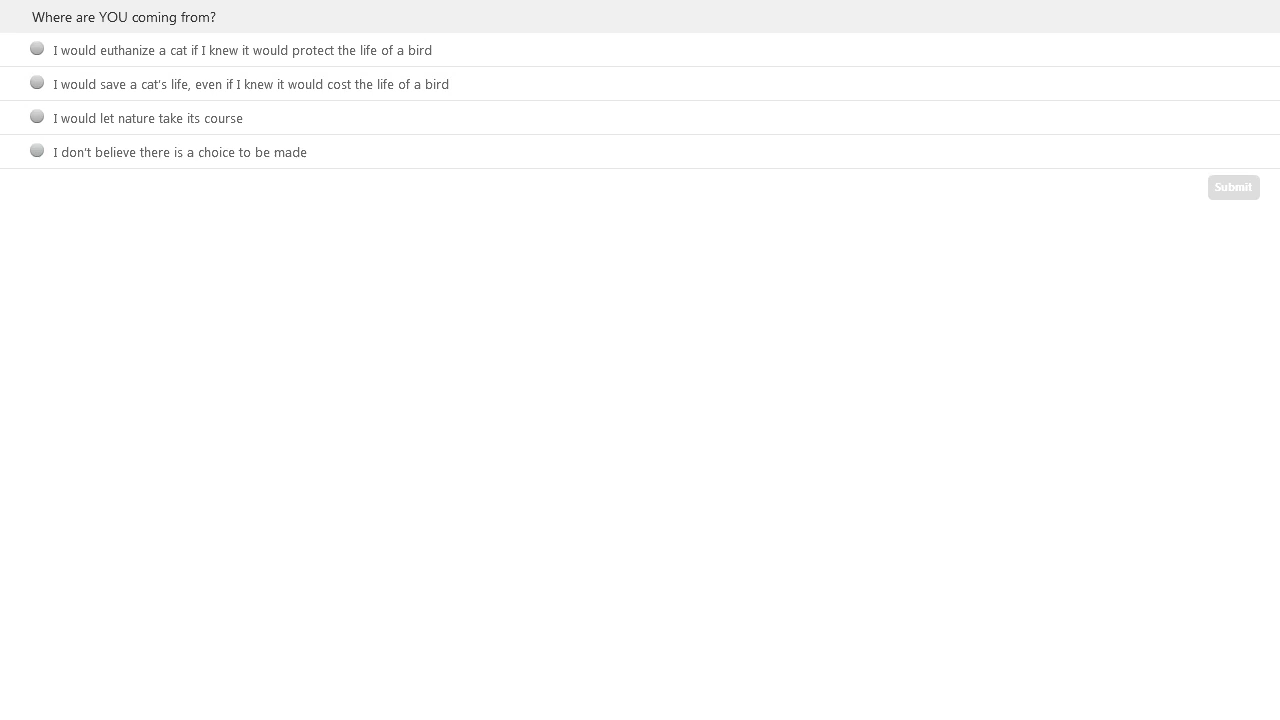 Where are YOU coming from?
I would euthanize a cat if I knew it would protect the life of a bird
I would save a cat's life, even if I knew it would cost the life of a bird
I would let nature take its course
I don't believe there is a choice to be made
Submit